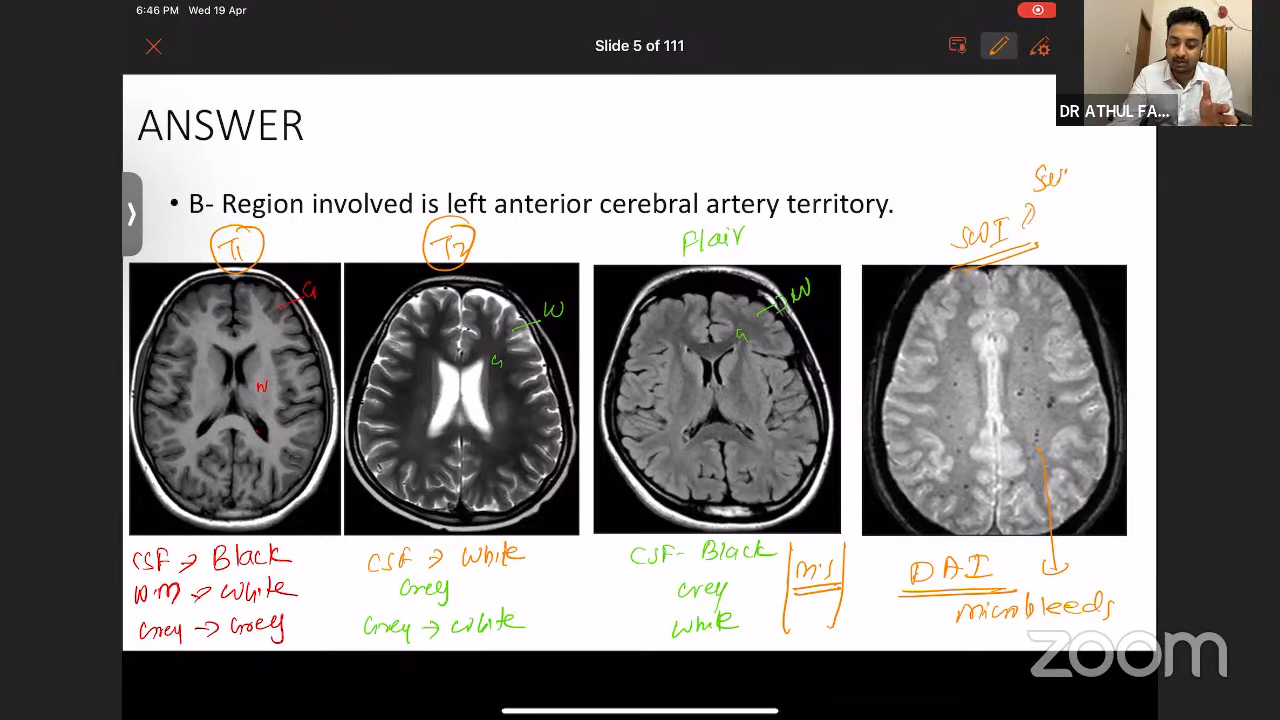 6:46 PM Wed 19 Apr
Slide 5 of 111
DR ATHUL FA...
ANSWER
• B- Region involved is left anterior cerebral artery territory.
T1
T2
Flair
SWI
G
W
W
G
W
G
CSF → Black
WM → White
Grey → Grey
CSF → White
Grey
Grey → White
CSF - Black
Grey
White
MS
DAI
microbleeds
zoom